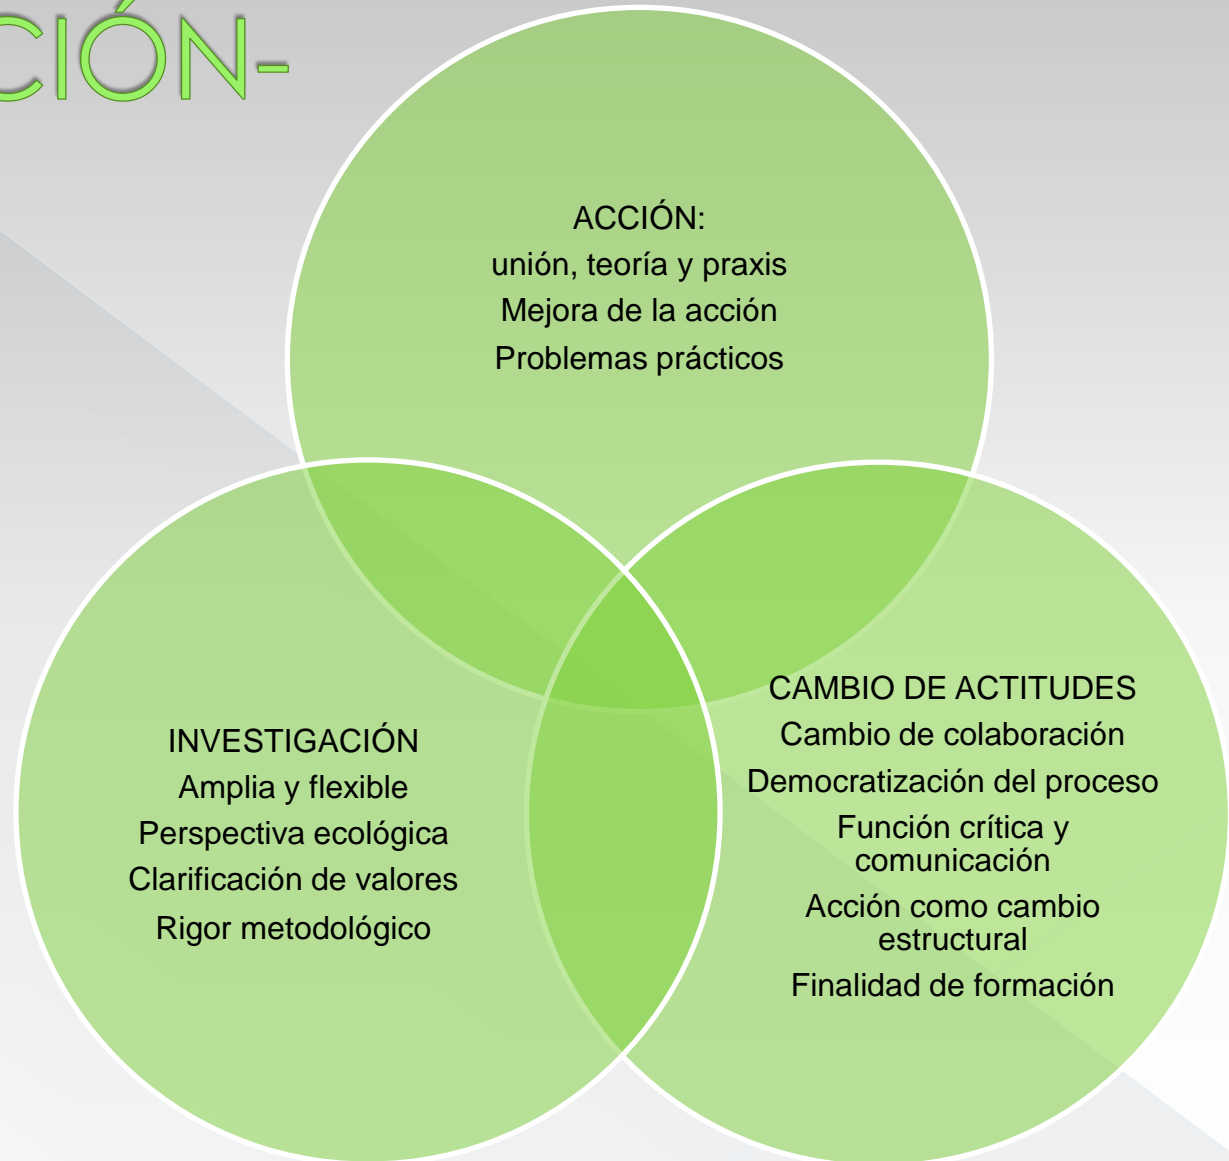 CIÓN-
ACCIÓN:
unión, teoría y praxis
Mejora de la acción
Problemas prácticos
INVESTIGACIÓN
Amplia y flexible
Perspectiva ecológica
Clarificación de valores
Rigor metodológico
CAMBIO DE ACTITUDES
Cambio de colaboración
Democratización del proceso
Función crítica y
comunicación
Acción como cambio
estructural
Finalidad de formación